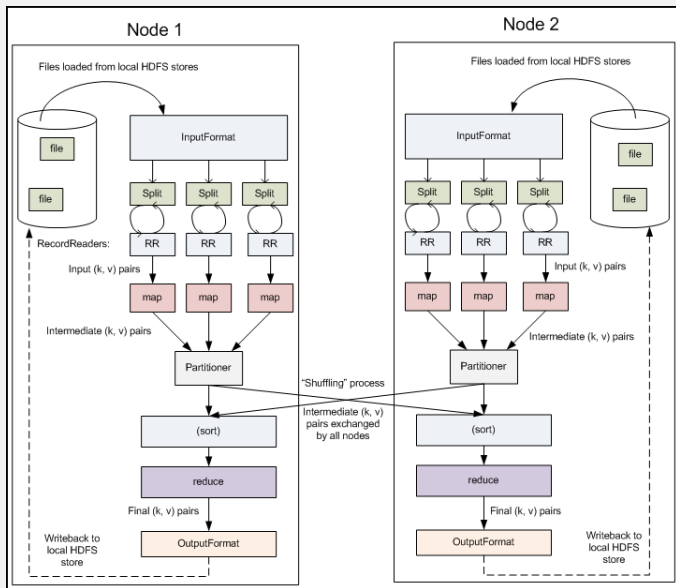 Node 1
Files loaded from local HDFS stores
InputFormat
file
file
Split
Split
Split
RecordReaders:
RR
RR
RR
Input (k, v) pairs
map
map
map
Intermediate (k, v) pairs
Partitioner
(sort)
reduce
Final (k, v) pairs
OutputFormat
Writeback to
local HDFS
store
"Shuffling" process
Intermediate (k, v)
pairs exchanged
by all nodes
Node 2
Files loaded from local HDFS stores
InputFormat
file
file
Split
Split
Split
RecordReaders:
RR
RR
RR
Input (k, v) pairs
map
map
map
Intermediate (k, v) pairs
Partitioner
(sort)
reduce
Final (k, v) pairs
OutputFormat
Writeback to
local HDFS
store